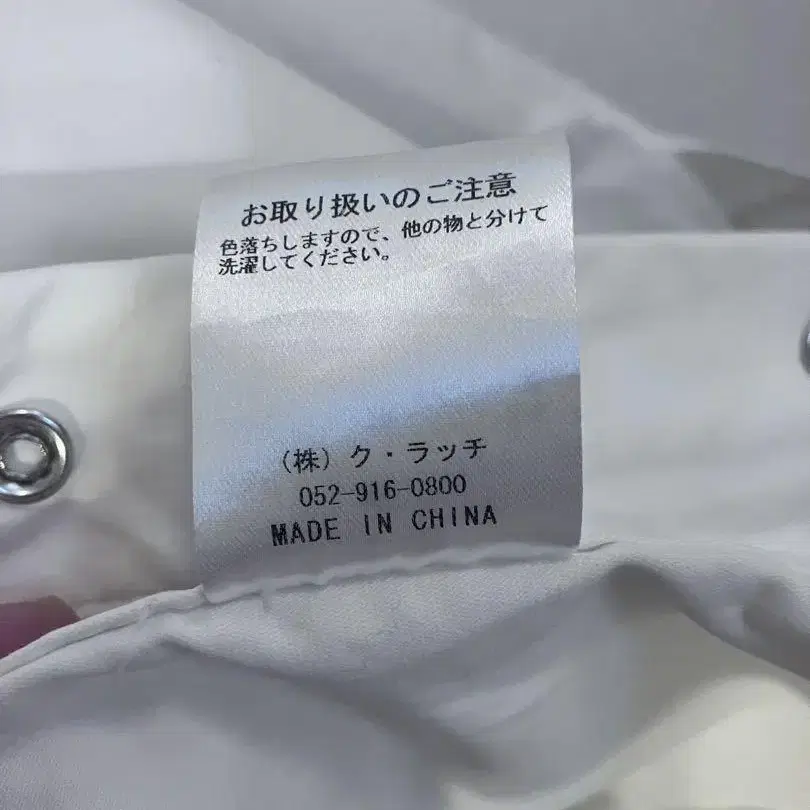 お取り扱いのご注意
色落ちしますので、他の物と分けて
洗濯してください。
(株)ク・ラッチ
052-916-0800
MADE IN CHINA